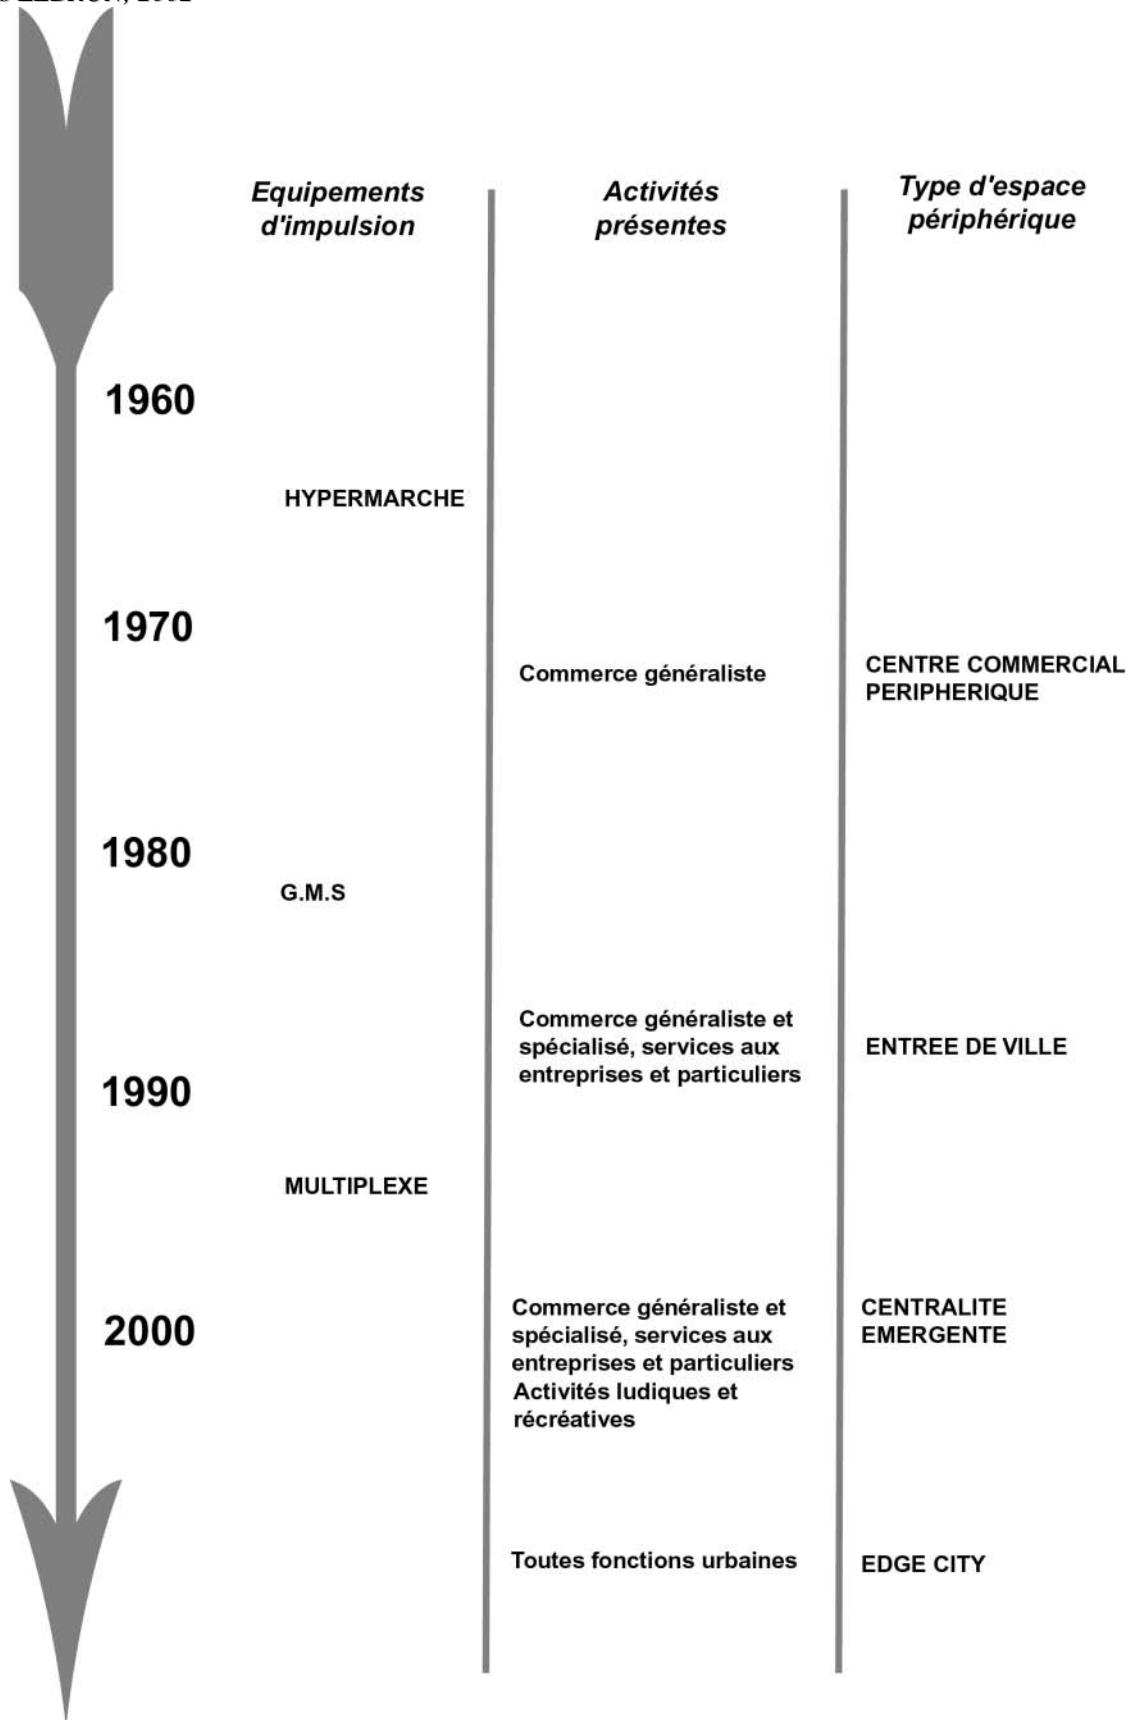 LEBRUN, 2002
Equipements
d'impulsion
Activités
présentes
Type d'espace
périphérique
1960
HYPERMARCHE
1970
Commerce généraliste
CENTRE COMMERCIAL
PERIPHERIQUE
1980
G.M.S
Commerce généraliste et
spécialisé, services aux
entreprises et particuliers
ENTREE DE VILLE
1990
MULTIPLEXE
2000
Commerce généraliste et
spécialisé, services aux
entreprises et particuliers
Activités ludiques et
récréatives
CENTRALITE
EMERGENTE
Toutes fonctions urbaines
EDGE CITY